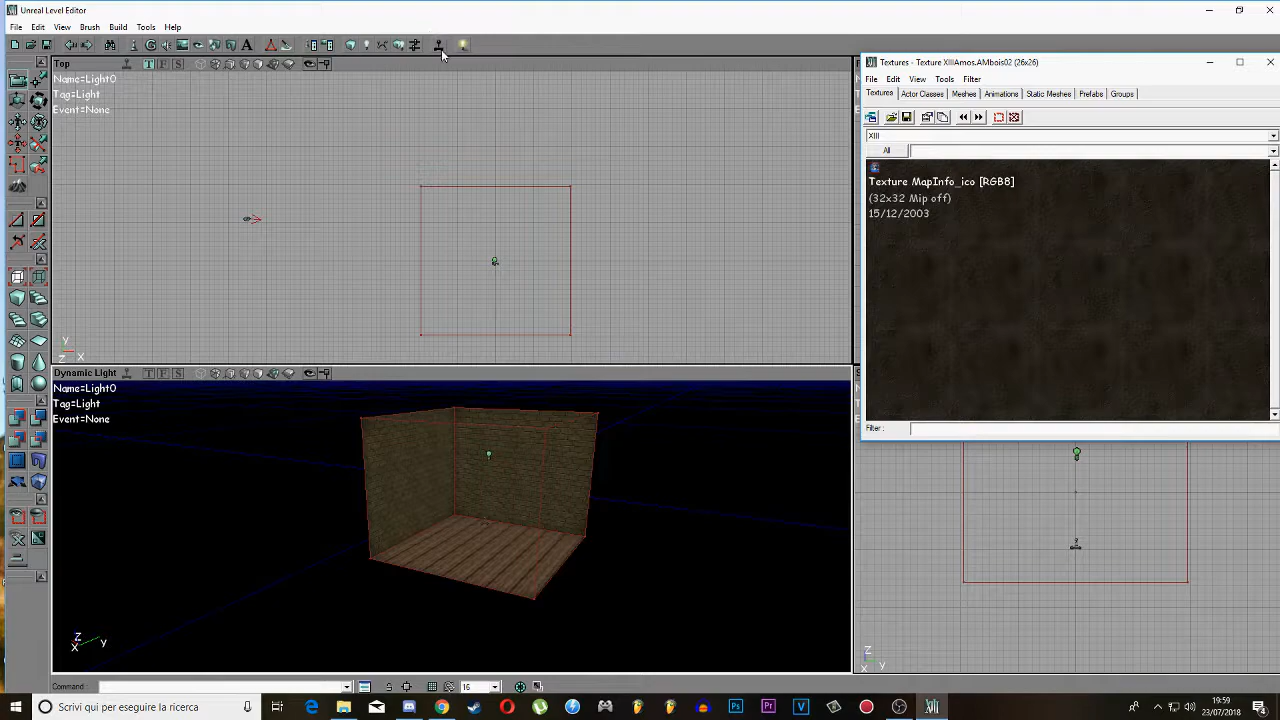 Unreal Level Editor
File Edit View Brush Build Tools Help
Top
Name=Light0
Tag=Light
Event=None
Y
Z X
Dynamic Light
Name=Light0
Tag=Light
Event=None
Z
X Y
Textures - Texture XIIIAmos.AMbois02 (26x26)
File Edit View Tools Filter
Textures Actor Classes Meshes Animations Static Meshes Prefabs Groups
XIII
All
Texture MapInfo_ico [RGB8]
(32x32 Mip off)
15/12/2003
Filter :
Z
X
Command :
16
Scrivi qui per eseguire la ricerca
19:59
23/07/2018